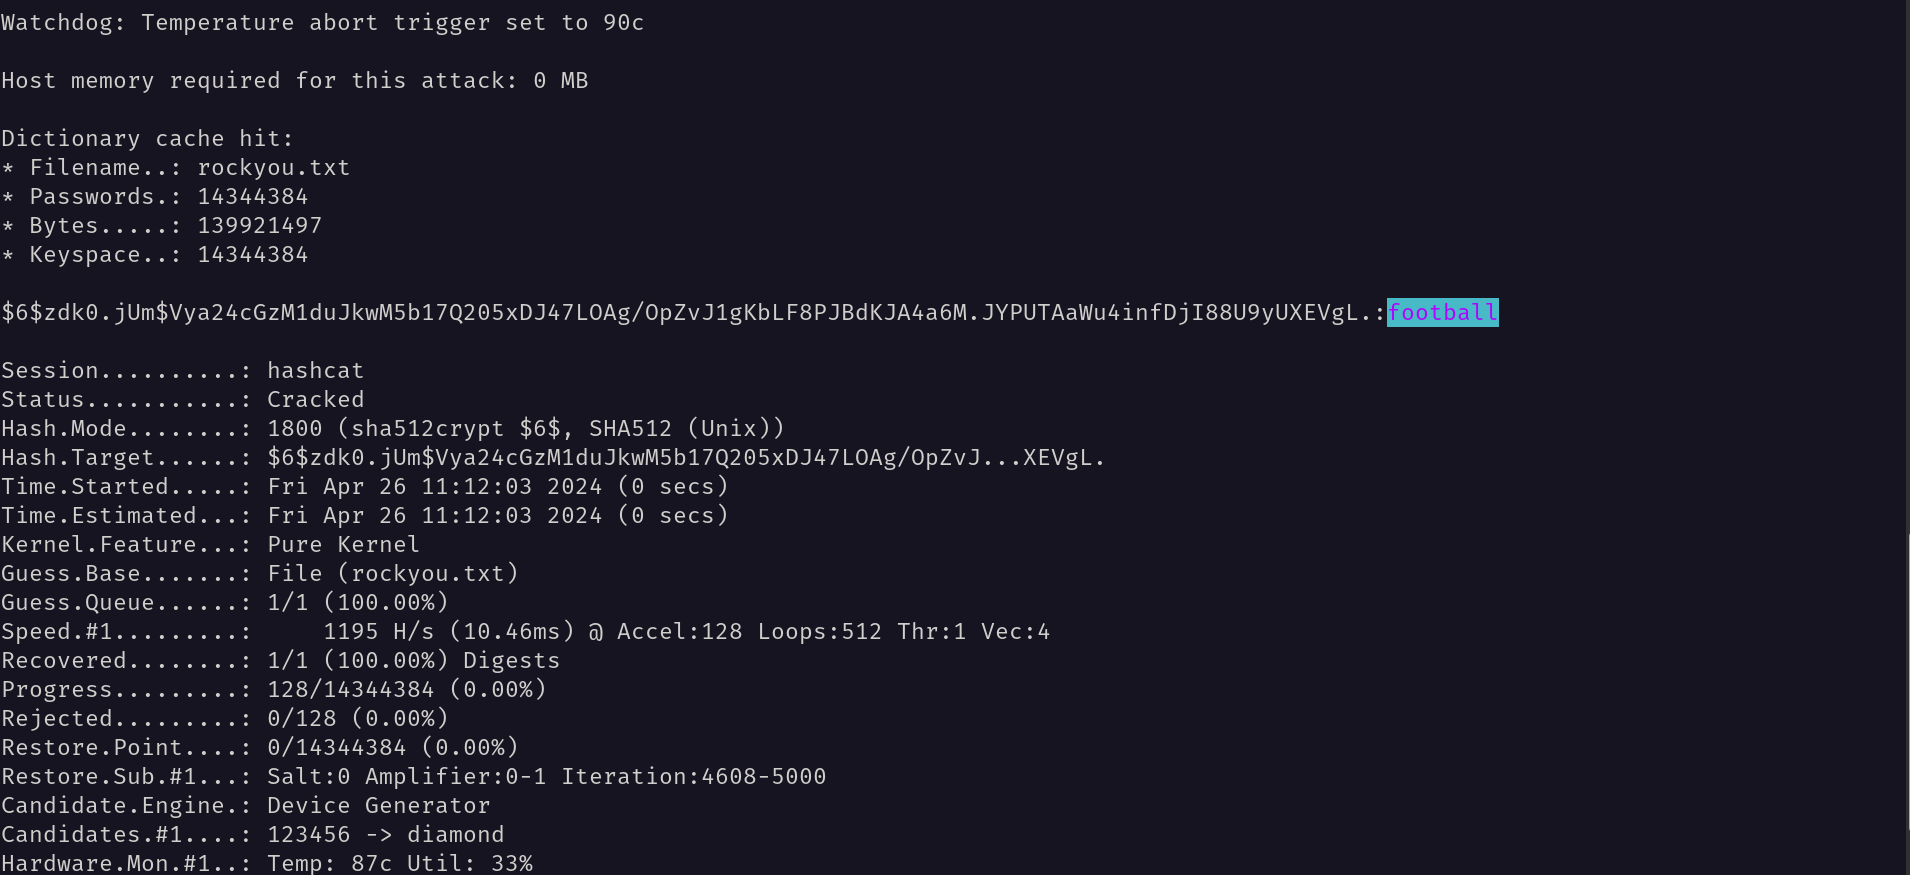 Watchdog: Temperature abort trigger set to 90c
Host memory required for this attack: 0 MB
Dictionary cache hit:
* Filename..: rockyou.txt
* Passwords.: 14344384
* Bytes.....: 139921497
* Keyspace..: 14344384
$6$zdk0.jUm$Vya24cGzM1duJkwM5b17Q205xDJ47LOAg/OpZvJ1gKbLF8PJBdKJA4a6M.JYPUTAaWu4infDjI88U9yUXEVgL.:football
Session..........: hashcat
Status...........: Cracked
Hash.Mode........: 1800 (sha512crypt $6$, SHA512 (Unix))
Hash.Target......: $6$zdk0.jUm$Vya24cGzM1duJkwM5b17Q205xDJ47LOAg/OpZvJ...XEVgL.
Time.Started.....: Fri Apr 26 11:12:03 2024 (0 secs)
Time.Estimated...: Fri Apr 26 11:12:03 2024 (0 secs)
Kernel.Feature...: Pure Kernel
Guess.Base.......: File (rockyou.txt)
Guess.Queue......: 1/1 (100.00%)
Speed.#1.........:     1195 H/s (10.46ms) @ Accel:128 Loops:512 Thr:1 Vec:4
Recovered........: 1/1 (100.00%) Digests
Progress.........: 128/14344384 (0.00%)
Rejected.........: 0/128 (0.00%)
Restore.Point....: 0/14344384 (0.00%)
Restore.Sub.#1...: Salt:0 Amplifier:0-1 Iteration:4608-5000
Candidate.Engine.: Device Generator
Candidates.#1....: 123456 -> diamond
Hardware.Mon.#1..: Temp: 87c Util: 33%